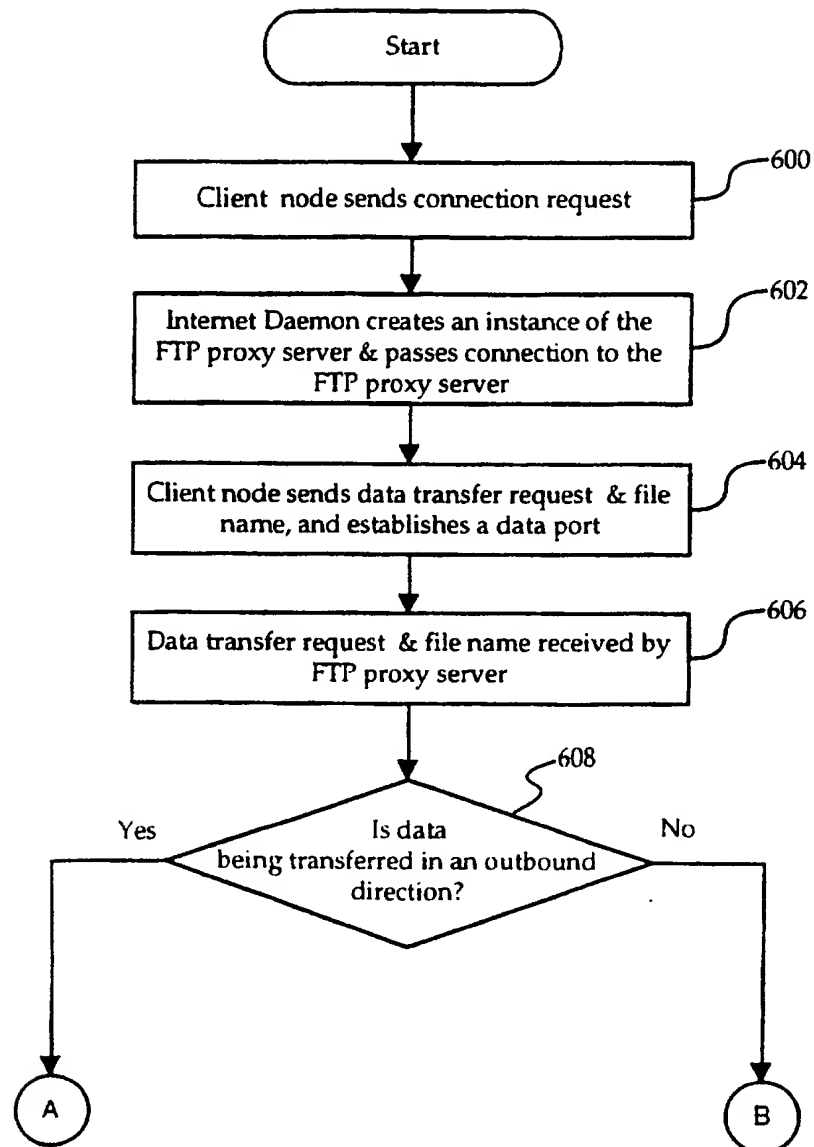 Start
600
Client node sends connection request
602
Internet Daemon creates an instance of the
FTP proxy server & passes connection to the
FTP proxy server
604
Client node sends data transfer request & file
name, and establishes a data port
606
Data transfer request & file name received by
FTP proxy server
608
Yes
Is data
being transferred in an outbound
direction?
No
A
B